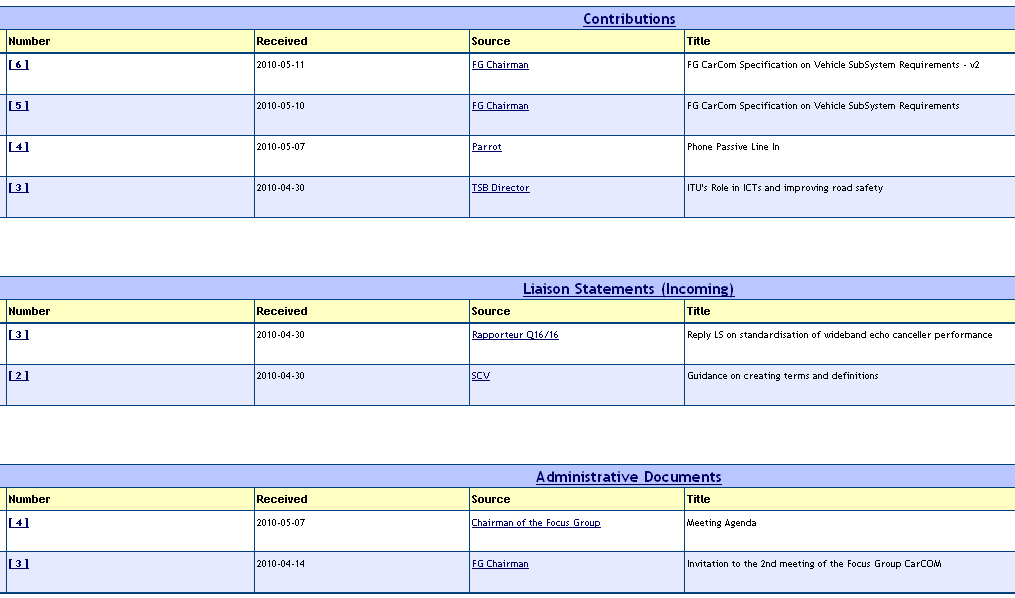 Contributions
Number Received Source Title
[ 6 ] 2010-05-11 FG Chairman FG CarCom Specification on Vehicle SubSystem Requirements - v2
[ 5 ] 2010-05-10 FG Chairman FG CarCom Specification on Vehicle SubSystem Requirements
[ 4 ] 2010-05-07 Parrot Phone Passive Line In
[ 3 ] 2010-04-30 TSB Director ITU's Role in ICTs and improving road safety
Liaison Statements (Incoming)
Number Received Source Title
[ 3 ] 2010-04-30 Rapporteur Q16/16 Reply LS on standardisation of wideband echo canceller performance
[ 2 ] 2010-04-30 SCV Guidance on creating terms and definitions
Administrative Documents
Number Received Source Title
[ 4 ] 2010-05-07 Chairman of the Focus Group Meeting Agenda
[ 3 ] 2010-04-14 FG Chairman Invitation to the 2nd meeting of the Focus Group CarCOM